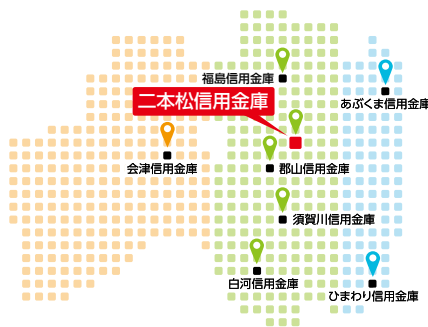 福島信用金庫
あぶくま信用金庫
二本松信用金庫
会津信用金庫
郡山信用金庫
須賀川信用金庫
白河信用金庫
ひまわり信用金庫